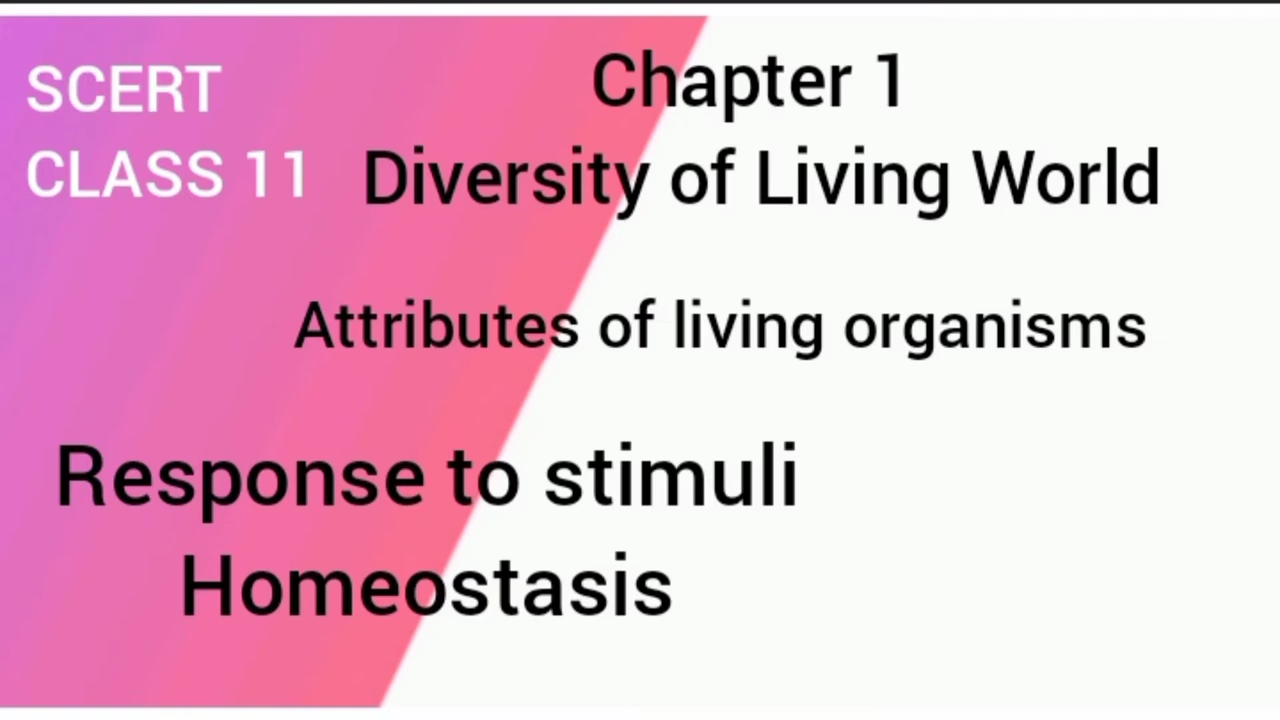 SCERT
CLASS 11
Chapter 1
Diversity of Living World
Attributes of living organisms
Response to stimuli
Homeostasis